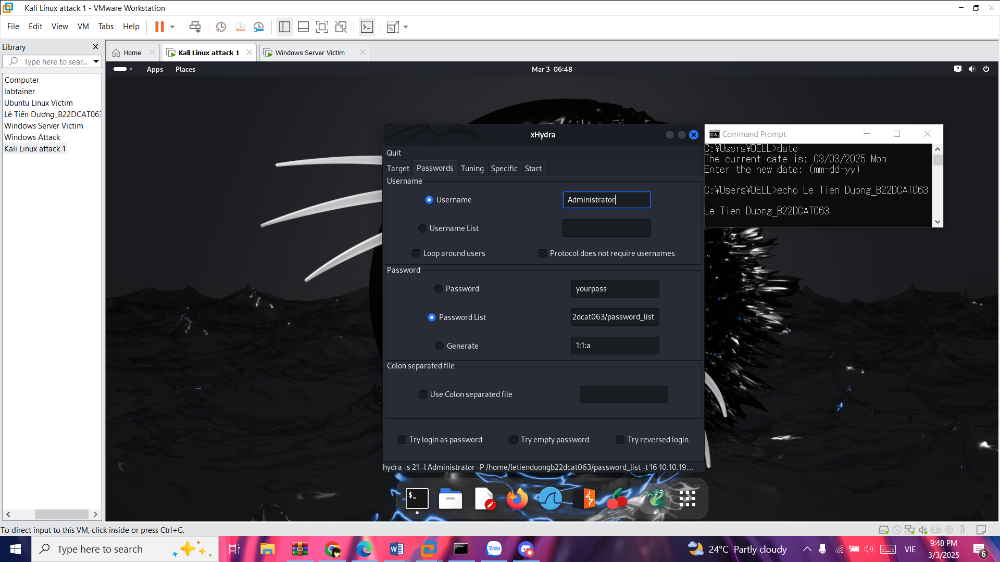 Kali Linux attack 1 - VMware Workstation
File Edit View VM Tabs Help
Library
Type here to sear...
Home
Kali Linux attack 1
Windows Server Victim
Computer
labtainer
Ubuntu Linux Victim
Lê Tiến Dương_B22DCAT063
Windows Server Victim
Windows Attack
Kali Linux attack 1
Apps Places
Mar 3 06:48
xHydra
Quit
Target Passwords Tuning Specific Start
Username
Username Administrator
Username List
Loop around users Protocol does not require usernames
Password
Password yourpass
Password List 2dcat063/password_list
Generate 1:1:a
Colon separated file
Use Colon separated file
Try login as password Try empty password Try reversed login
hydra -s 21 -l Administrator -P /home/letienduongb22dcat063/password_list -t 16 10.10.19...
Command Prompt
C:¥Users¥DELL>date
The current date is: 03/03/2025 Mon
Enter the new date: (mm-dd-yy)
C:¥Users¥DELL>echo Le Tien Duong_B22DCAT063
Le Tien Duong_B22DCAT063
To direct input to this VM, click inside or press Ctrl+G.
Type here to search
Zalo
24°C Partly cloudy
VIE
9:48 PM
3/3/2025
6